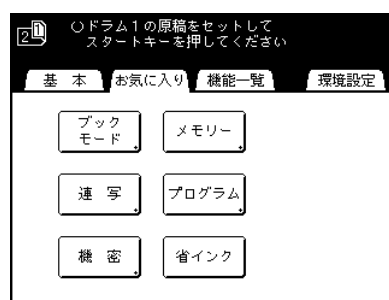 21
○ドラム1の原稿をセットして
スタートキーを押してください
基 本 お気に入り 機能一覧 環境設定
ブック
モード
メモリー
連 写 プログラム
機 密 省インク